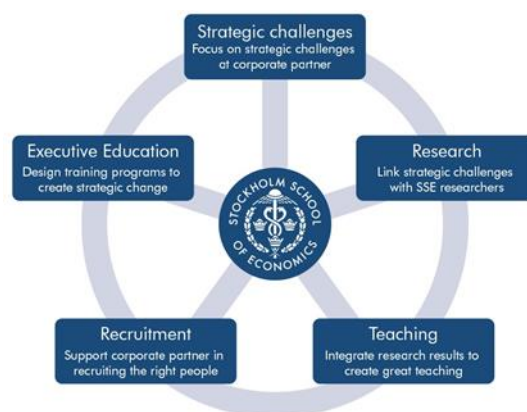 Strategic challenges
Focus on strategic challenges
at corporate partner
Executive Education
Design training programs to
create strategic change
Research
Link strategic challenges
with SSE researchers
STOCKHOLM SCHOOL
OF ECONOMICS
Recruitment
Support corporate partner in
recruiting the right people
Teaching
Integrate research results to
create great teaching